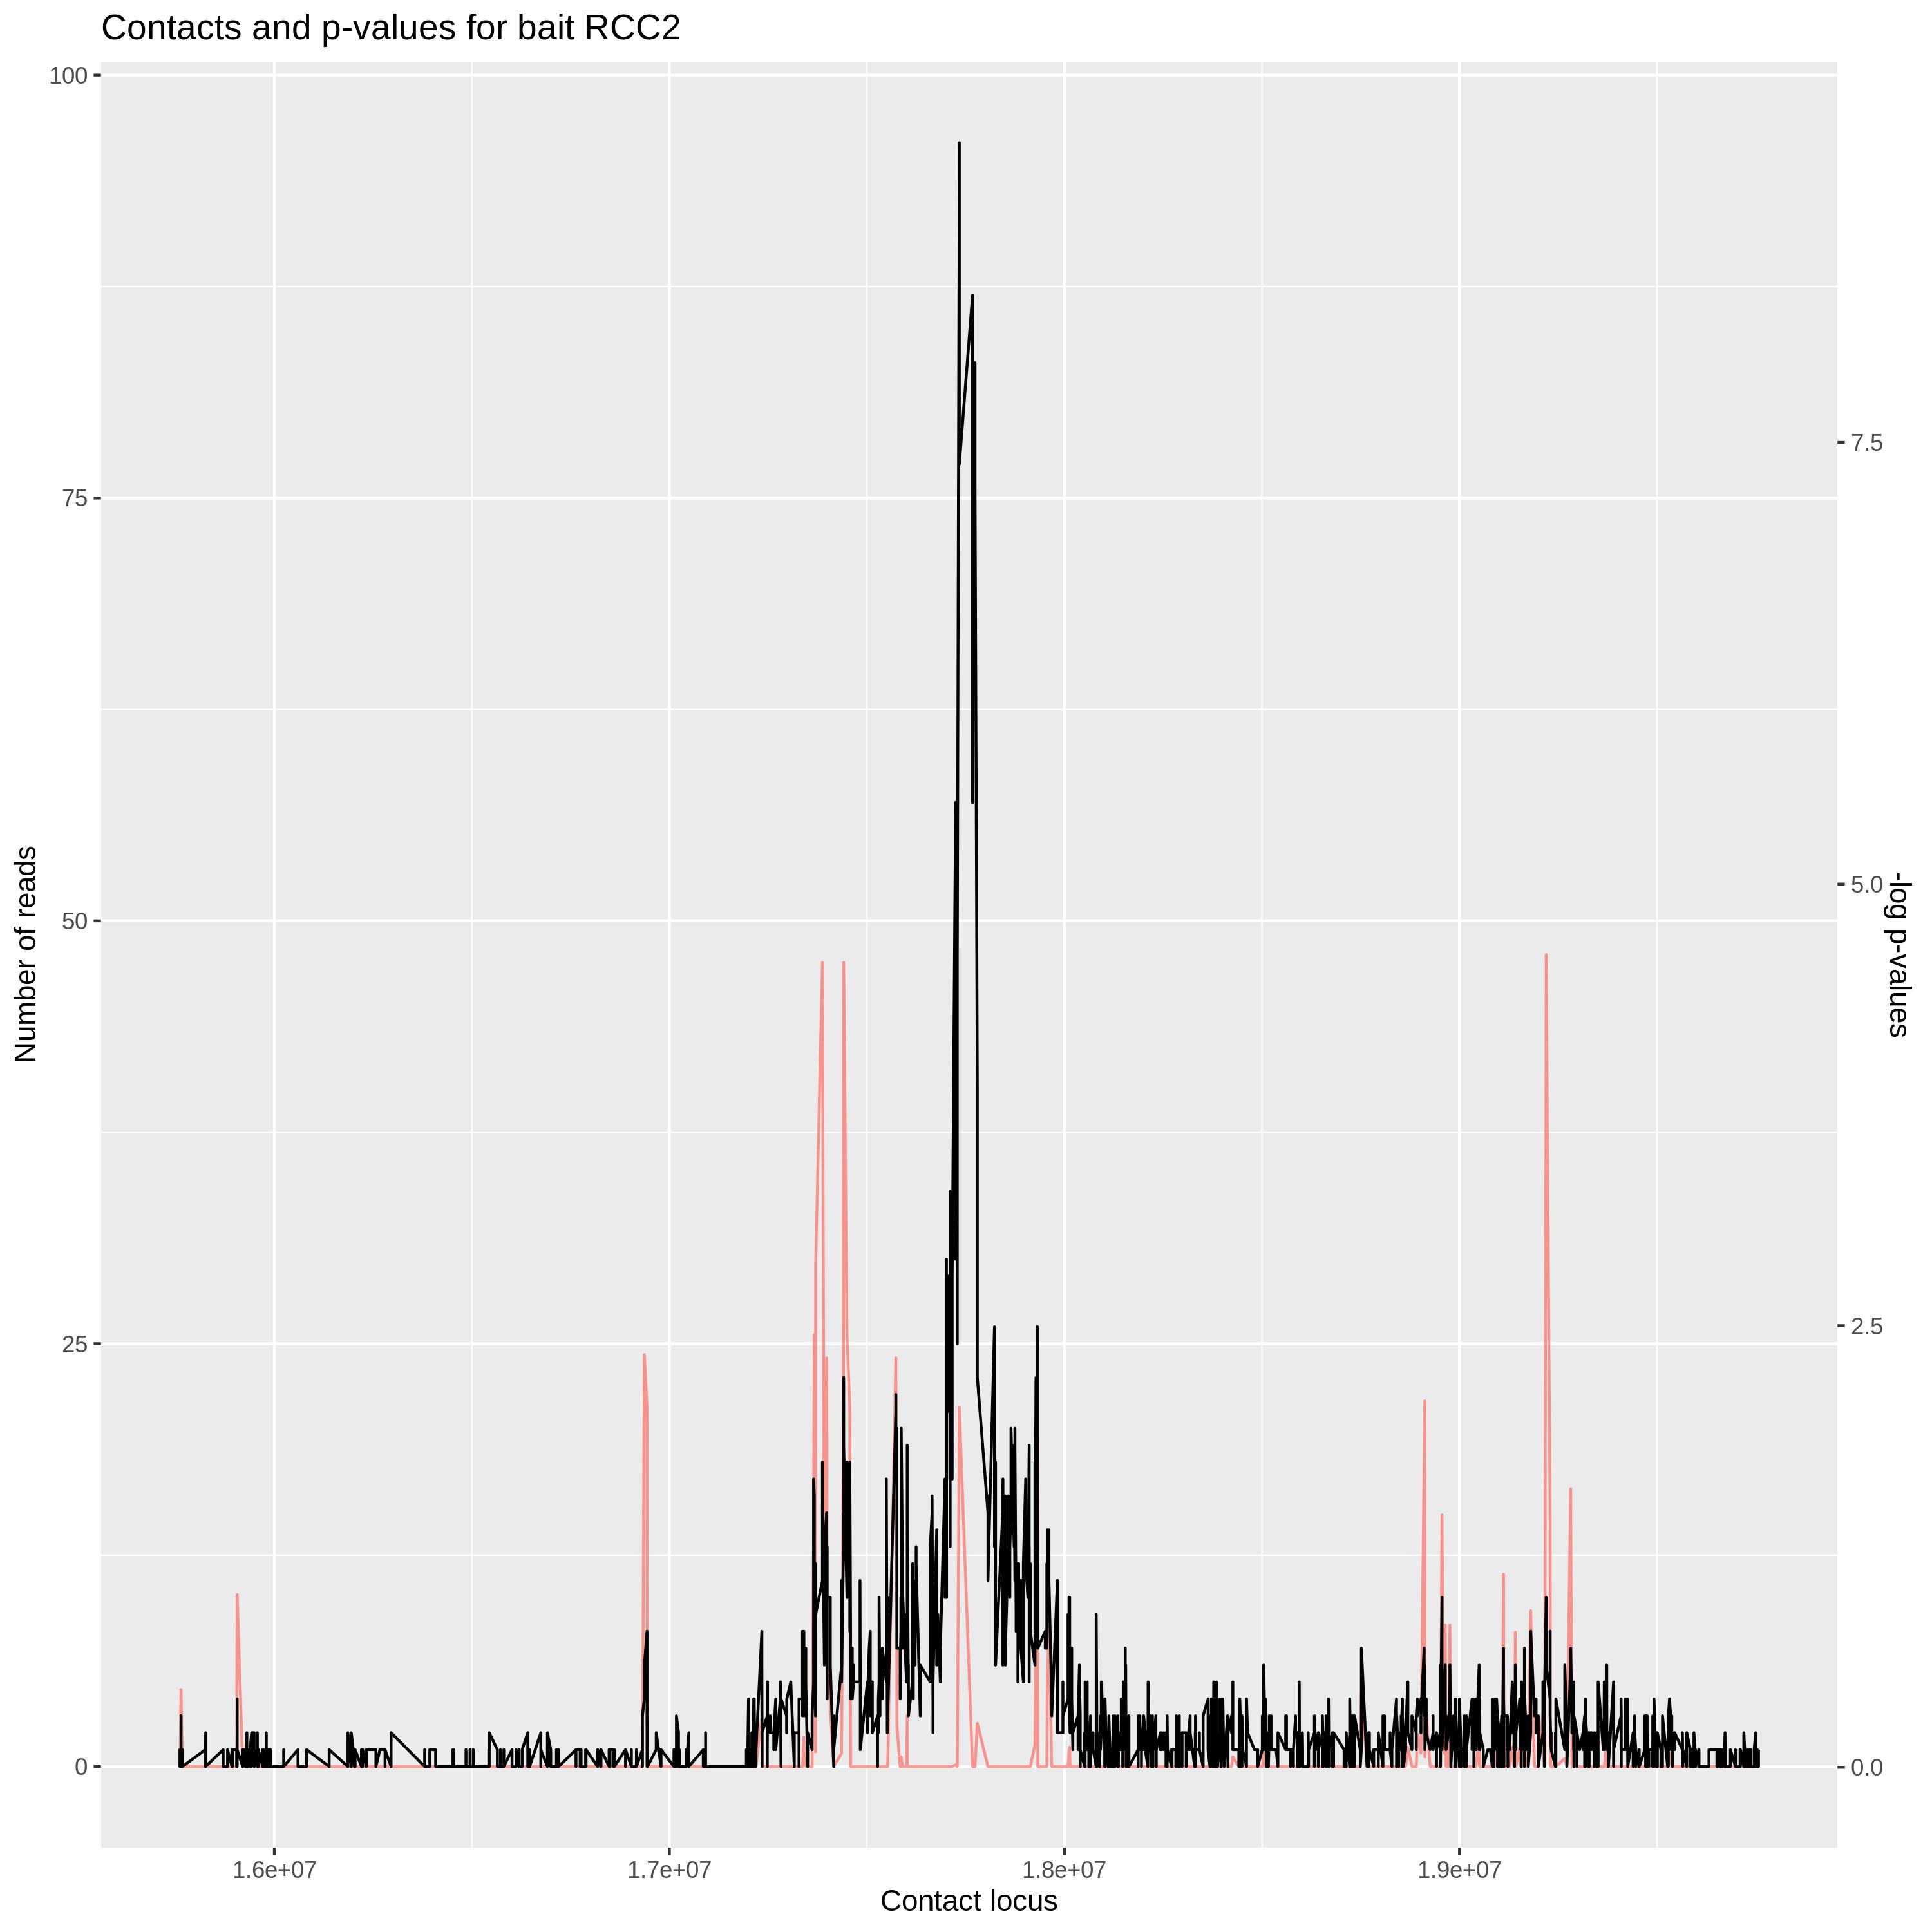 Contacts and p-values for bait RCC2
100
75
50
25
0
Number of reads
7.5
5.0
2.5
0.0
-log p-values
1.6e+07 1.7e+07 1.8e+07 1.9e+07
Contact locus